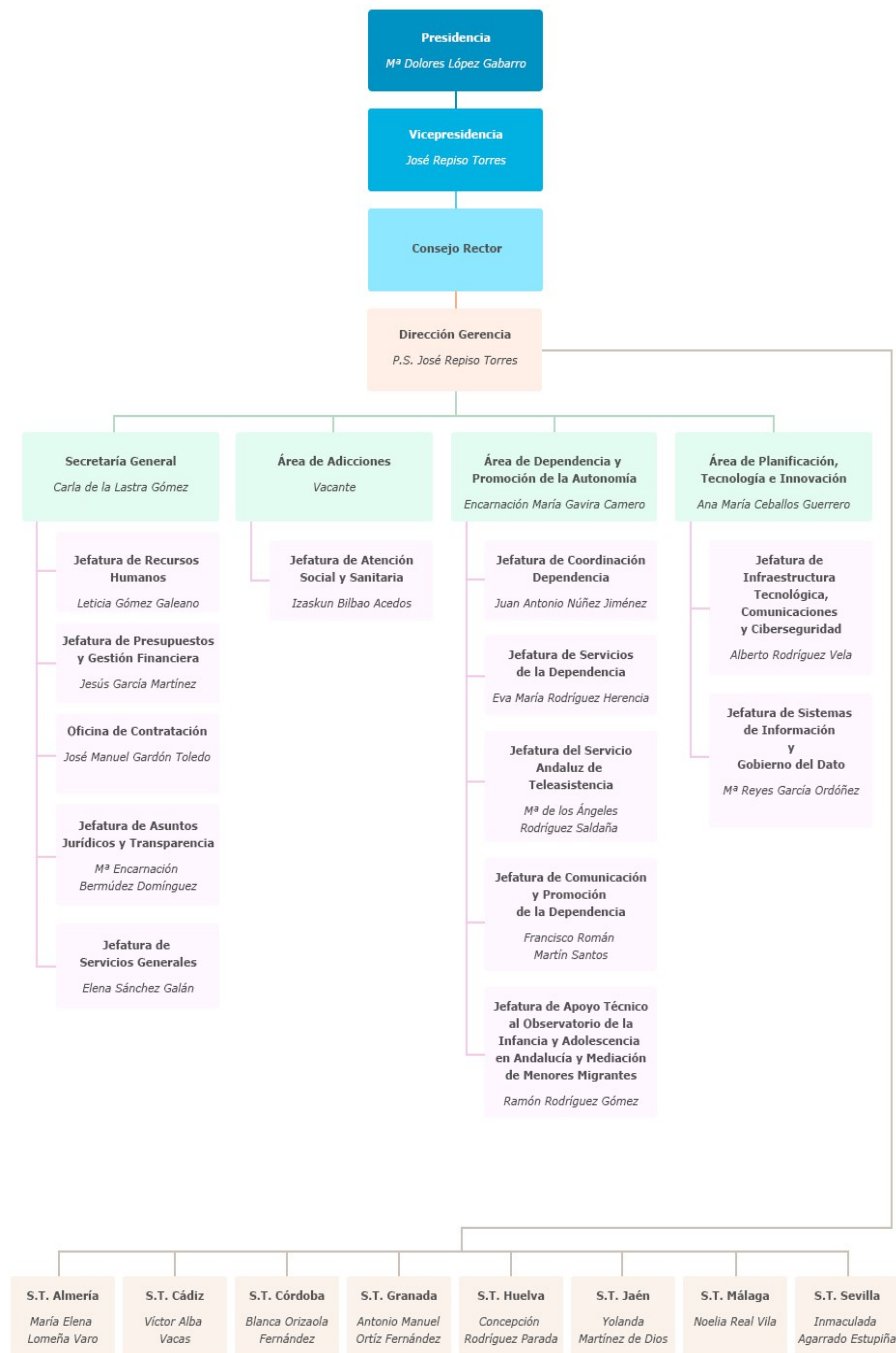 Presidencia
Mª Dolores López Gabarro
Vicepresidencia
José Repiso Torres
Consejo Rector
Dirección Gerencia
P.S. José Repiso Torres
Secretaría General
Carla de la Lastra Gómez
Área de Adicciones
Vacante
Área de Dependencia y
Promoción de la Autonomía
Encarnación María Gavira Camero
Área de Planificación,
Tecnología e Innovación
Ana María Ceballos Guerrero
Jefatura de Recursos
Humanos
Leticia Gómez Galeano
Jefatura de Presupuestos
y Gestión Financiera
Jesús García Martínez
Oficina de Contratación
José Manuel Gardón Toledo
Jefatura de Asuntos
Jurídicos y Transparencia
Mª Encarnación
Bermúdez Domínguez
Jefatura de
Servicios Generales
Elena Sánchez Galán
Jefatura de Atención
Social y Sanitaria
Izaskun Bilbao Acedos
Jefatura de Coordinación
Dependencia
Juan Antonio Núñez Jiménez
Jefatura de Servicios
de la Dependencia
Eva María Rodríguez Herencia
Jefatura del Servicio
Andaluz de
Teleasistencia
Mª de los Ángeles
Rodríguez Saldaña
Jefatura de Comunicación
y Promoción
de la Dependencia
Francisco Román
Martín Santos
Jefatura de Apoyo Técnico
al Observatorio de la
Infancia y Adolescencia
en Andalucía y Mediación
de Menores Migrantes
Ramón Rodríguez Gómez
Jefatura de
Infraestructura
Tecnológica,
Comunicaciones
y Ciberseguridad
Alberto Rodríguez Vela
Jefatura de Sistemas
de Información
y
Gobierno del Dato
Mª Reyes García Ordóñez
S.T. Almería
María Elena
Lomeña Varo
S.T. Cádiz
Víctor Alba
Vacas
S.T. Córdoba
Blanca Orizaola
Fernández
S.T. Granada
Antonio Manuel
Ortíz Fernández
S.T. Huelva
Concepción
Rodríguez Parada
S.T. Jaén
Yolanda
Martínez de Dios
S.T. Málaga
Noelia Real Vila
S.T. Sevilla
Inmaculada
Agarrado Estupiña